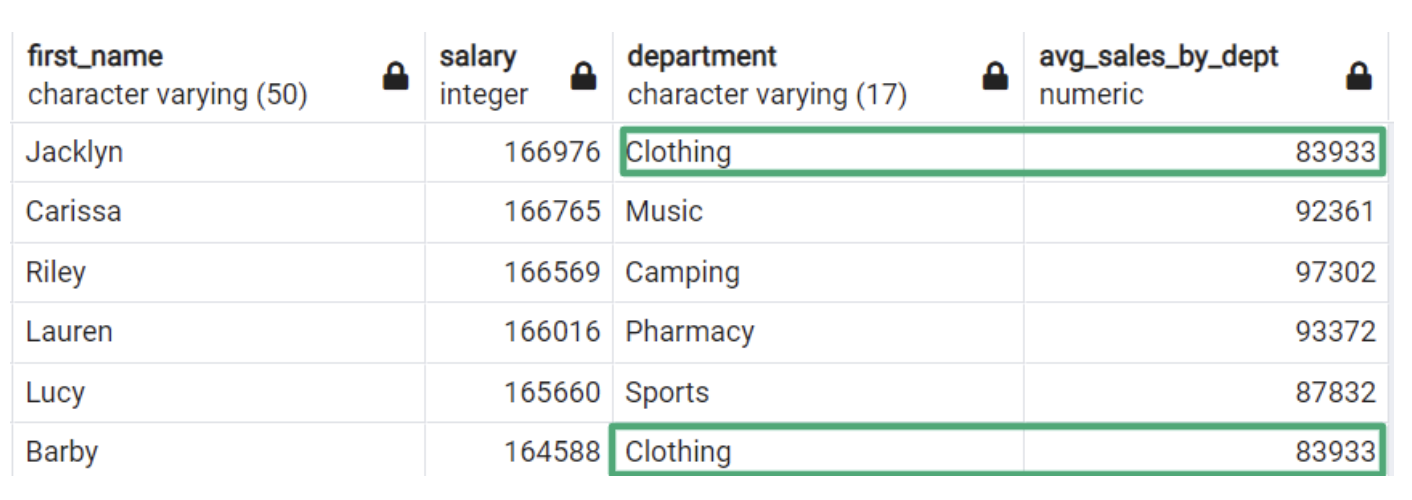 first_name salary department avg_sales_by_dept
character varying (50) integer character varying (17) numeric
Jacklyn 166976 Clothing 83933
Carissa 166765 Music 92361
Riley 166569 Camping 97302
Lauren 166016 Pharmacy 93372
Lucy 165660 Sports 87832
Barby 164588 Clothing 83933